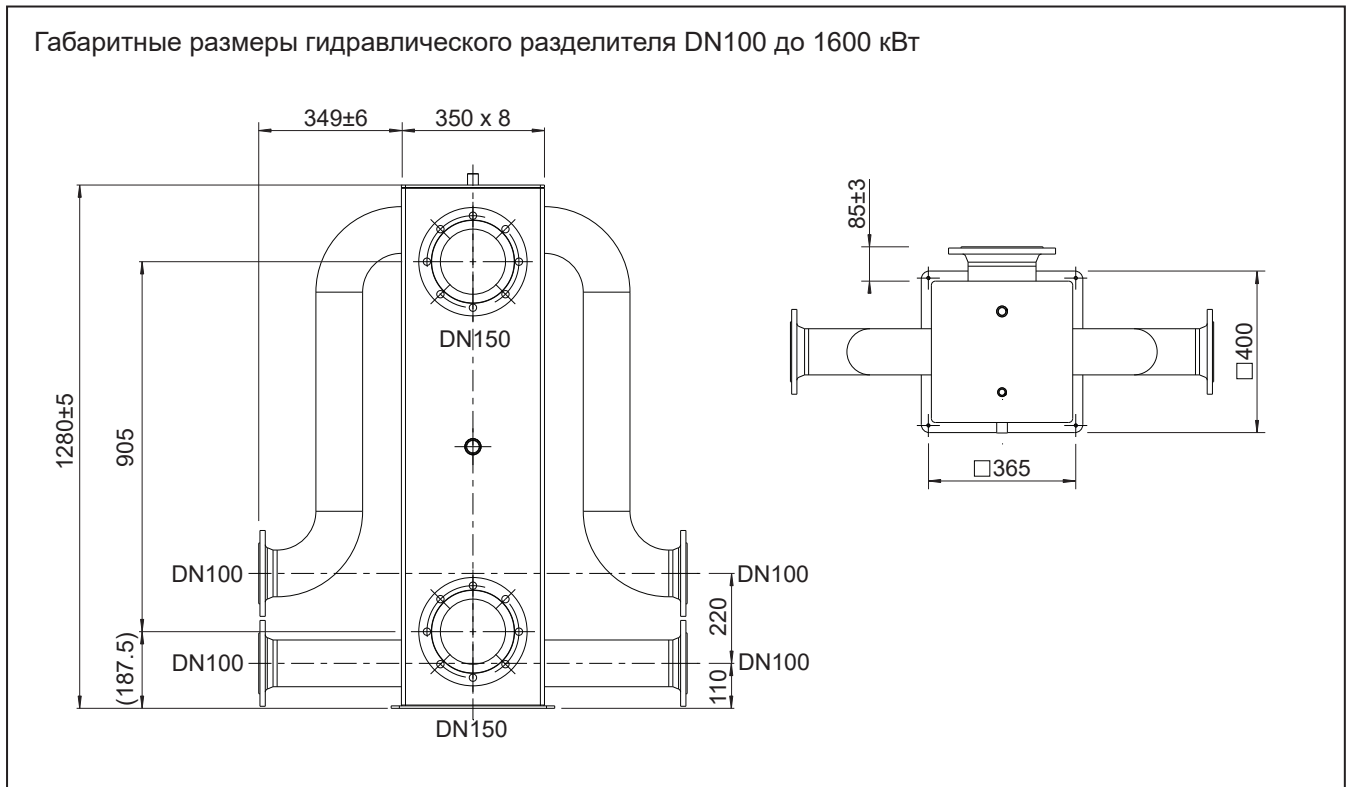 Габаритные размеры гидравлического разделителя DN100 до 1600 кВт
349±6
350 x 8
85±3
DN150
□400
1280±5
905
□365
DN100
DN100
220
DN100
DN100
(187.5)
110
DN150